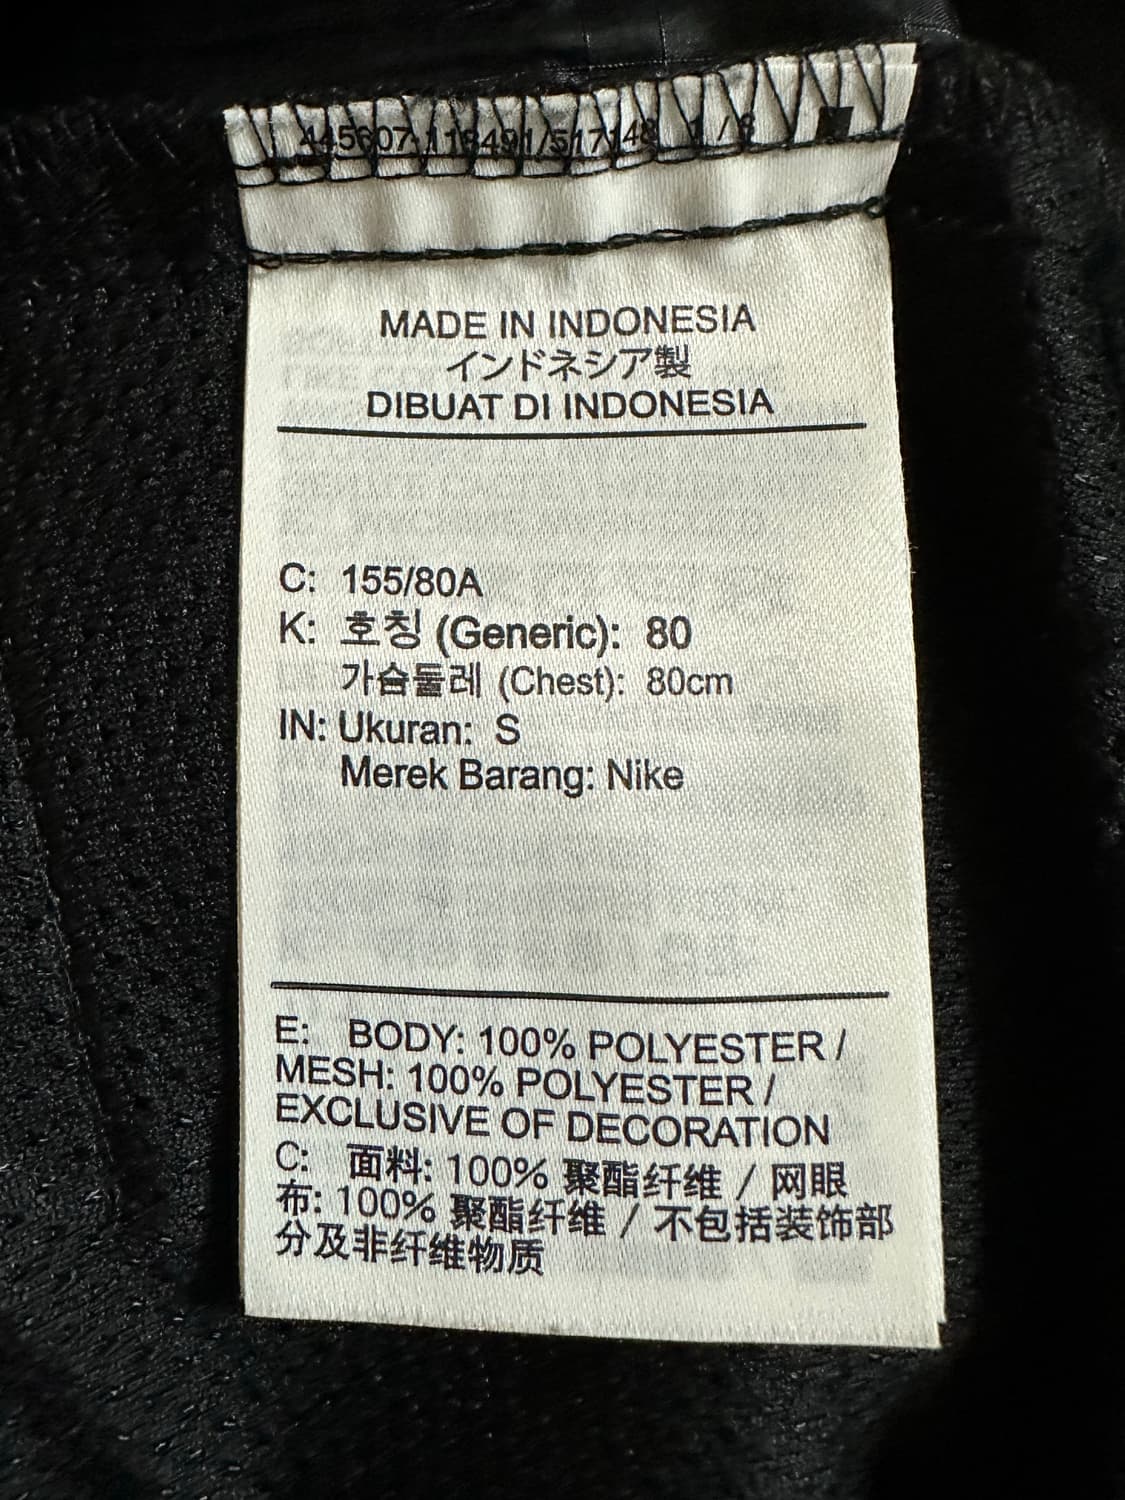 MADE IN INDONESIA
インドネシア製
DIBUAT DI INDONESIA
C: 155/80A
K: 호칭 (Generic): 80
가슴둘레 (Chest): 80cm
IN: Ukuran: S
Merek Barang: Nike
E: BODY: 100% POLYESTER /
MESH: 100% POLYESTER /
EXCLUSIVE OF DECORATION
C: 面料: 100% 聚酯纤维 / 网眼
布: 100% 聚酯纤维 / 不包括装饰部
分及非纤维物质